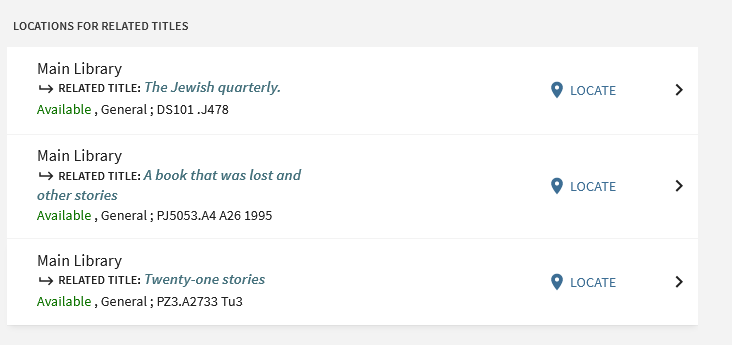 LOCATIONS FOR RELATED TITLES
Main Library
RELATED TITLE: The Jewish quarterly.
Available , General ; DS101 .J478
LOCATE
Main Library
RELATED TITLE: A book that was lost and
other stories
Available , General ; PJ5053.A4 A26 1995
LOCATE
Main Library
RELATED TITLE: Twenty-one stories
Available , General ; PZ3.A2733 Tu3
LOCATE